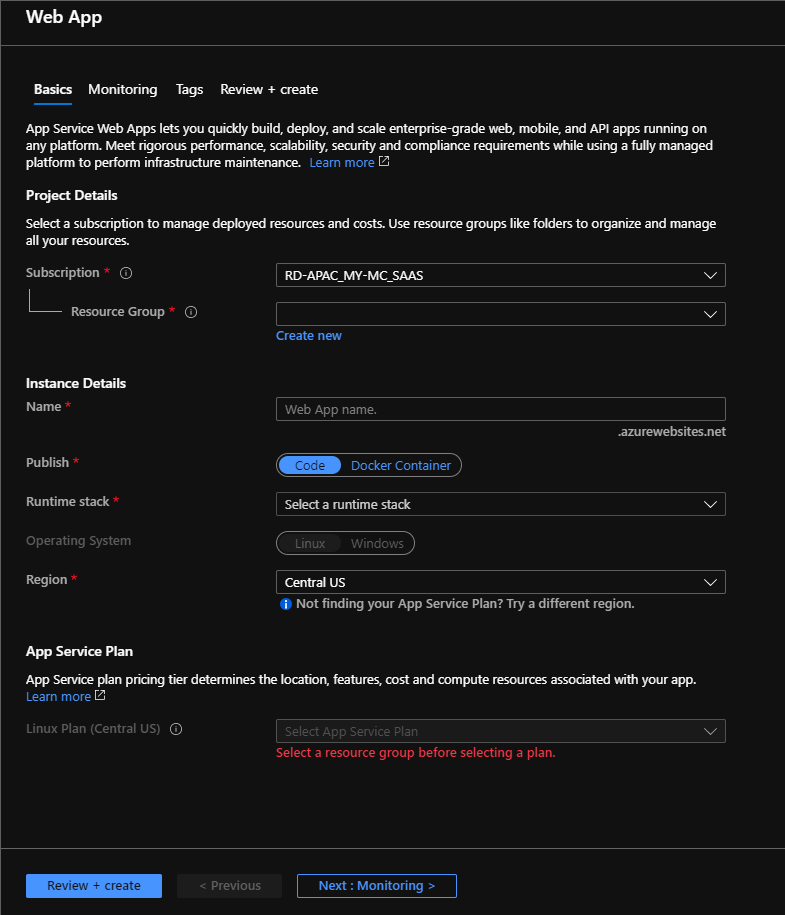 Web App
Basics Monitoring Tags Review + create
App Service Web Apps lets you quickly build, deploy, and scale enterprise-grade web, mobile, and API apps running on
any platform. Meet rigorous performance, scalability, security and compliance requirements while using a fully managed
platform to perform infrastructure maintenance. Learn more
Project Details
Select a subscription to manage deployed resources and costs. Use resource groups like folders to organize and manage
all your resources.
Subscription * RD-APAC_MY-MC_SAAS
Resource Group *
Create new
Instance Details
Name * Web App name.
.azurewebsites.net
Publish * Code Docker Container
Runtime stack * Select a runtime stack
Operating System Linux Windows
Region * Central US
Not finding your App Service Plan? Try a different region.
App Service Plan
App Service plan pricing tier determines the location, features, cost and compute resources associated with your app.
Learn more
Linux Plan (Central US) Select App Service Plan
Select a resource group before selecting a plan.
Review + create < Previous Next : Monitoring >